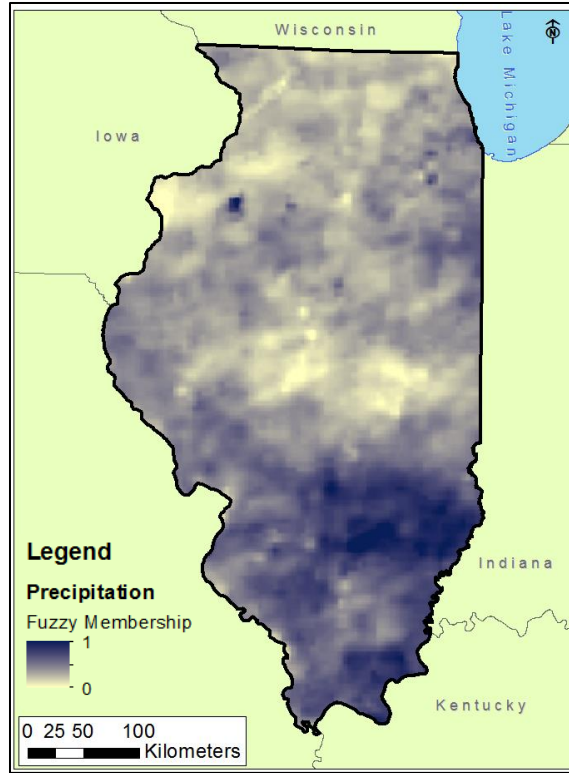 Wisconsin
N
Lake Michigan
Iowa
Legend
Precipitation
Fuzzy Membership
1
0
Indiana
Kentucky
0 25 50 100
Kilometers